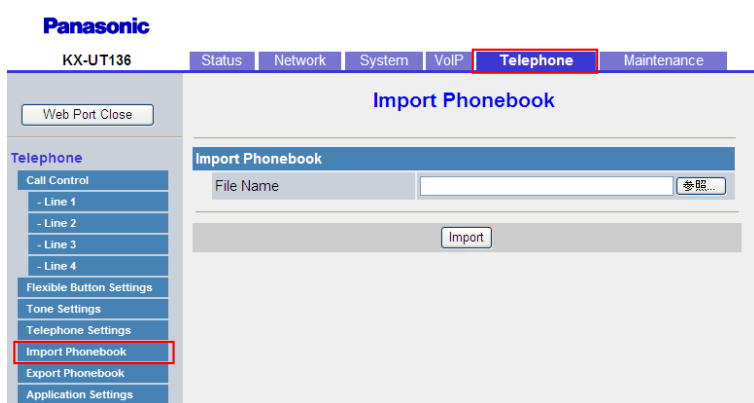 Panasonic
KX-UT136
Status Network System VoIP Telephone Maintenance
Web Port Close
Import Phonebook
Telephone
Call Control
- Line 1
- Line 2
- Line 3
- Line 4
Flexible Button Settings
Tone Settings
Telephone Settings
Import Phonebook
Export Phonebook
Application Settings
Import Phonebook
File Name
参照...
Import